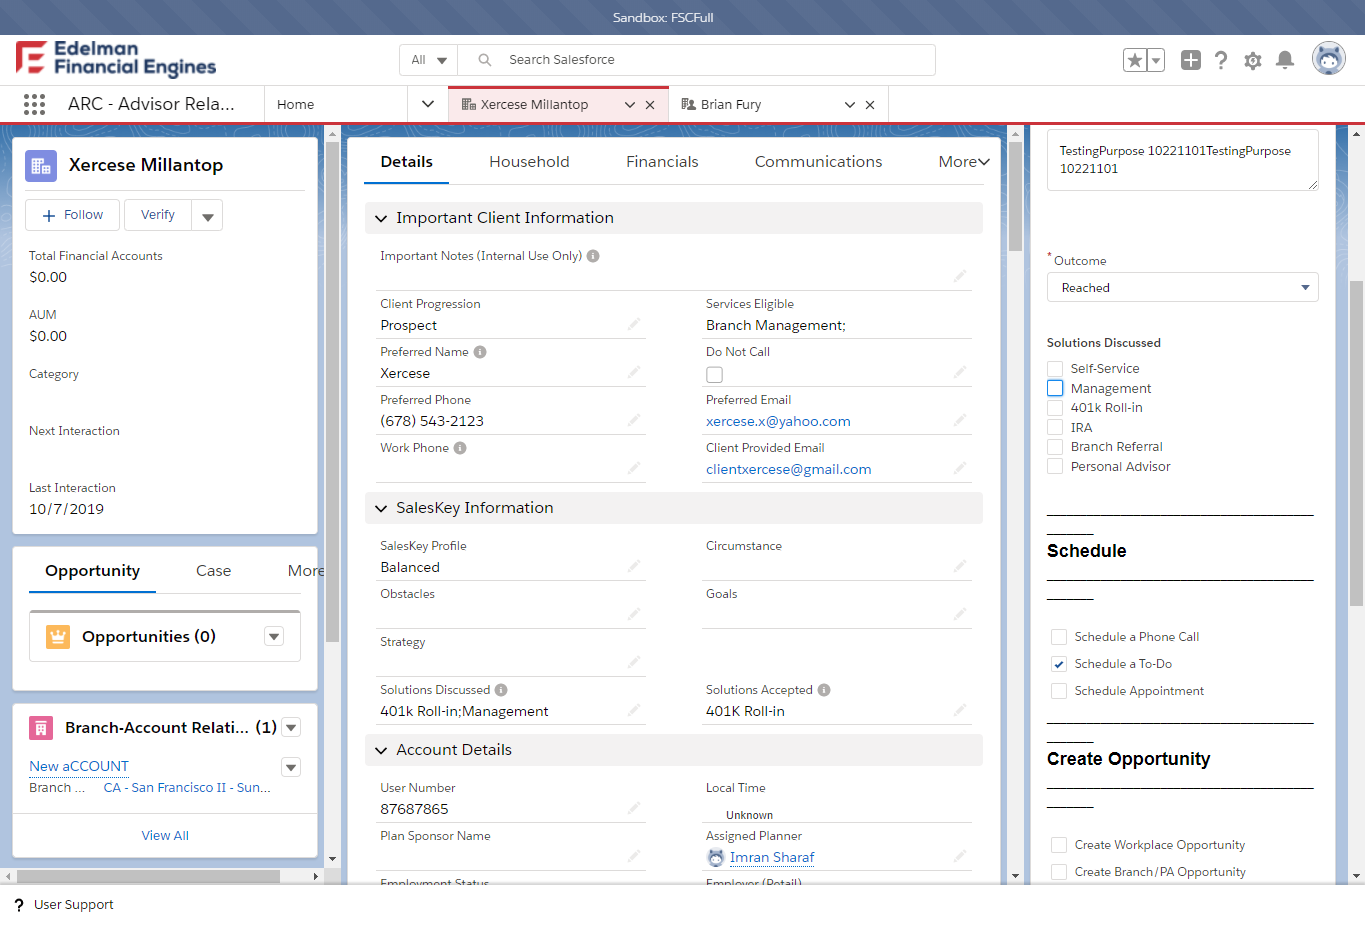 Sandbox: FSCFull
Edelman
Financial Engines
All
Search Salesforce
ARC - Advisor Rela...
Home
Xercese Millantop
Brian Fury
Xercese Millantop
Follow
Verify
Total Financial Accounts
$0.00
AUM
$0.00
Category
Next Interaction
Last Interaction
10/7/2019
Opportunity
Case
More
Opportunities (0)
Branch-Account Relati... (1)
New aCCOUNT
Branch ... CA - San Francisco II - Sun...
View All
Details
Household
Financials
Communications
More
Important Client Information
Important Notes (Internal Use Only)
Client Progression
Prospect
Services Eligible
Branch Management;
Preferred Name
Xercese
Do Not Call
Preferred Phone
(678) 543-2123
Preferred Email
xercese.x@yahoo.com
Work Phone
Client Provided Email
clientxercese@gmail.com
SalesKey Information
SalesKey Profile
Balanced
Circumstance
Obstacles
Goals
Strategy
Solutions Discussed
401k Roll-in;Management
Solutions Accepted
401K Roll-in
Account Details
User Number
87687865
Local Time
Unknown
Plan Sponsor Name
Assigned Planner
Imran Sharaf
Employment Status
Employer (Retail)
TestingPurpose 10221101TestingPurpose
10221101
* Outcome
Reached
Solutions Discussed
Self-Service
Management
401k Roll-in
IRA
Branch Referral
Personal Advisor
Schedule
Schedule a Phone Call
Schedule a To-Do
Schedule Appointment
Create Opportunity
Create Workplace Opportunity
Create Branch/PA Opportunity
? User Support